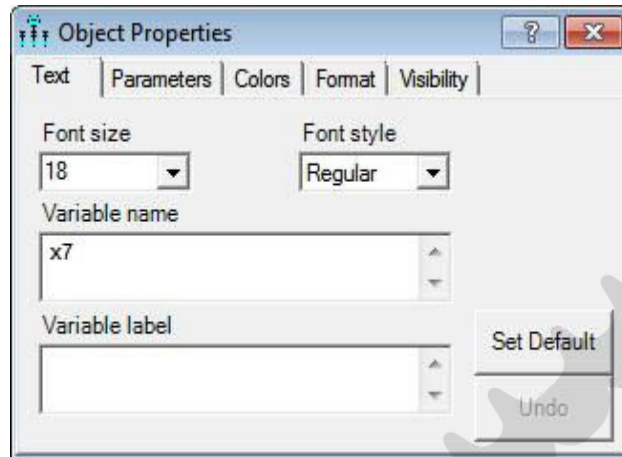 Object Properties ?
Text Parameters Colors Format Visibility
Font size Font style
18 Regular
Variable name
x7
Variable label
Set Default
Undo